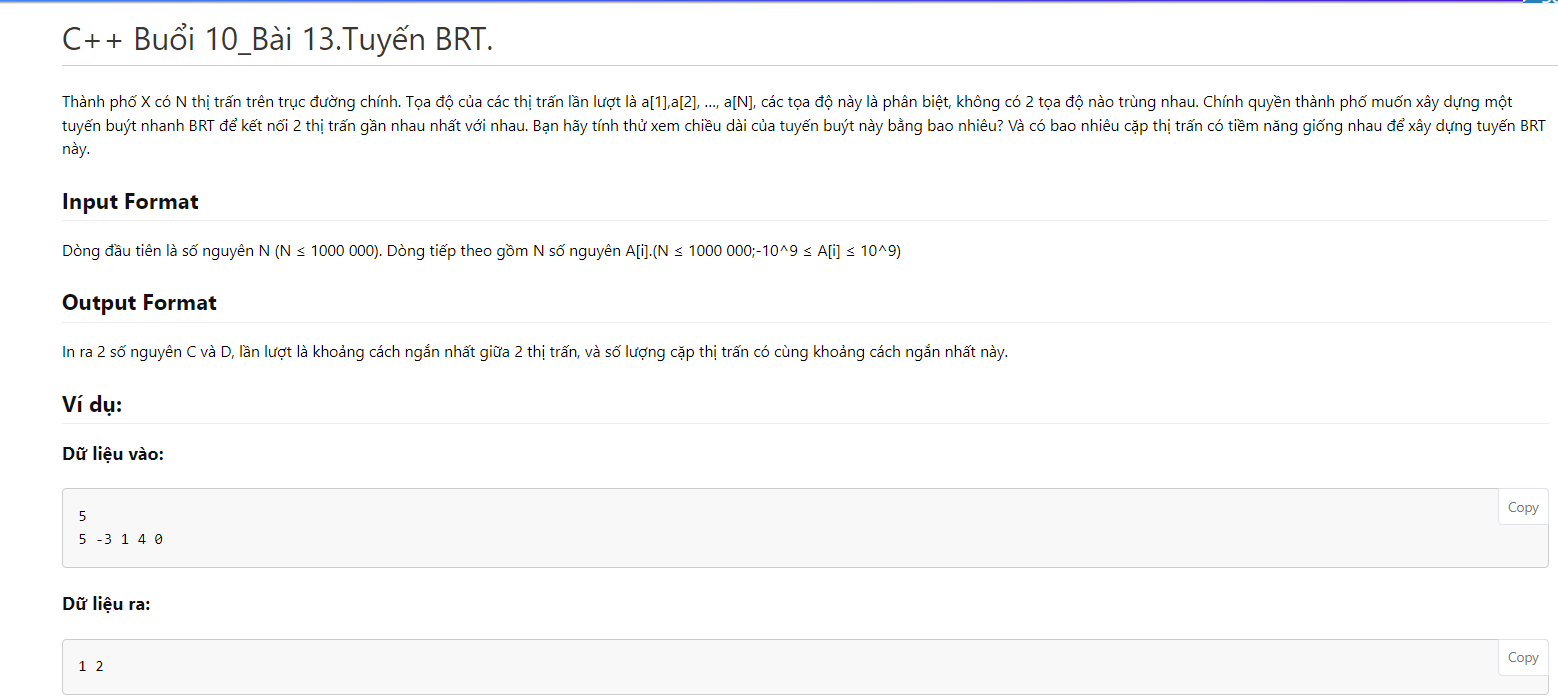 C++ Buổi 10_Bài 13.Tuyến BRT.
Thành phố X có N thị trấn trên trục đường chính. Tọa độ của các thị trấn lần lượt là a[1],a[2], ..., a[N], các tọa độ này là phân biệt, không có 2 tọa độ nào trùng nhau. Chính quyền thành phố muốn xây dựng một
tuyến buýt nhanh BRT để kết nối 2 thị trấn gần nhau nhất với nhau. Bạn hãy tính thử xem chiều dài của tuyến buýt này bằng bao nhiêu? Và có bao nhiêu cặp thị trấn có tiềm năng giống nhau để xây dựng tuyến BRT
này.
Input Format
Dòng đầu tiên là số nguyên N (N ≤ 1000 000). Dòng tiếp theo gồm N số nguyên A[i].(N ≤ 1000 000;-10^9 ≤ A[i] ≤ 10^9)
Output Format
In ra 2 số nguyên C và D, lần lượt là khoảng cách ngắn nhất giữa 2 thị trấn, và số lượng cặp thị trấn có cùng khoảng cách ngắn nhất này.
Ví dụ:
Dữ liệu vào:
Copy
5
5 -3 1 4 0
Dữ liệu ra:
Copy
1 2